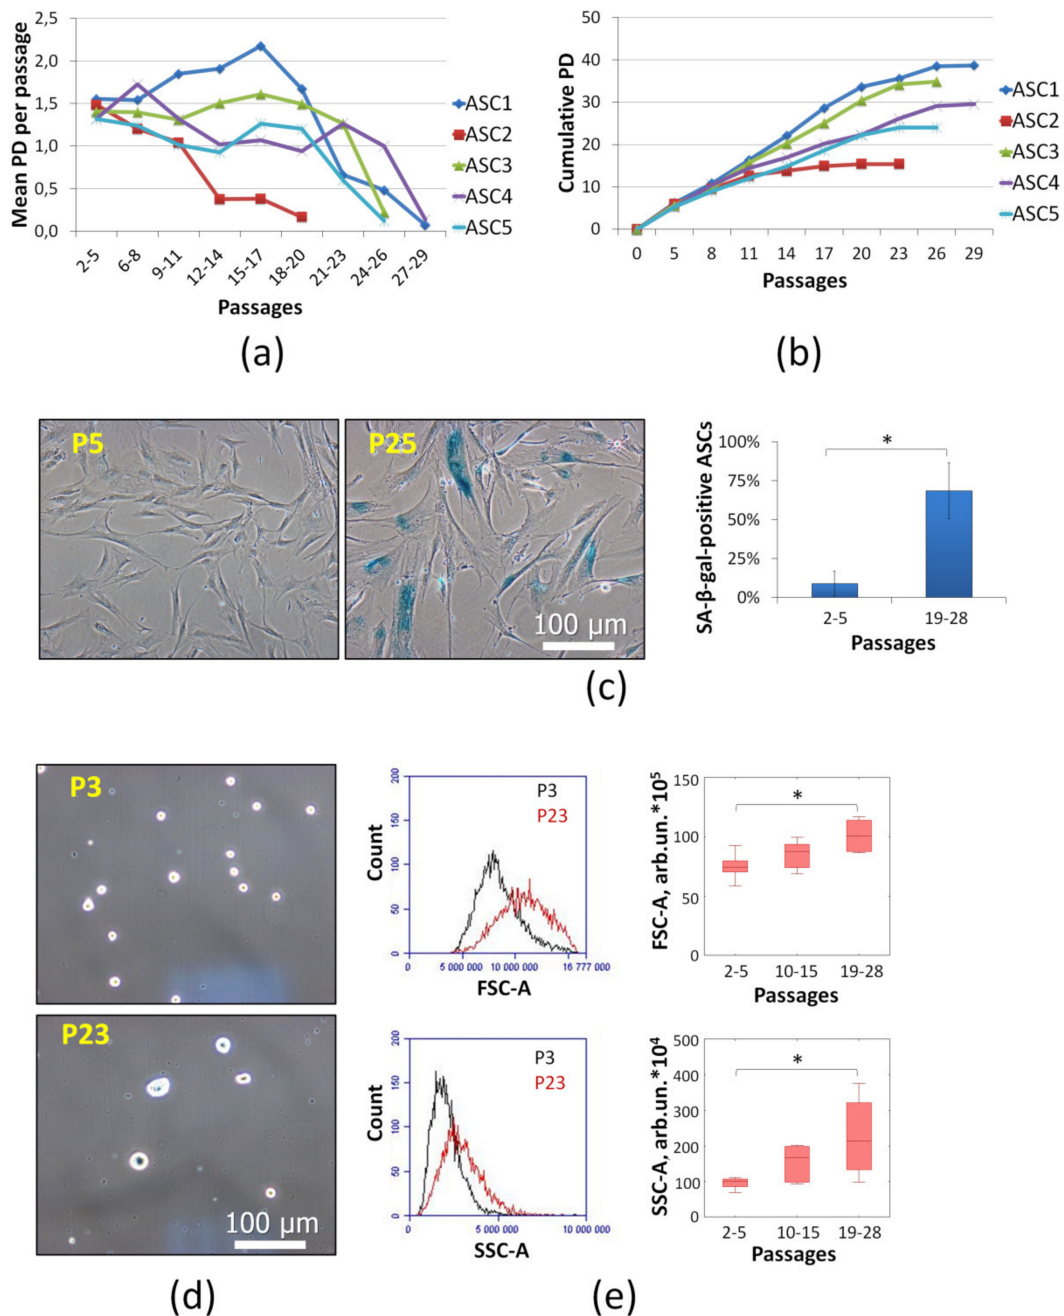 2,5
2,0
1,5
1,0
0,5
0,0
Mean PD per passage
2-5 6-8 9-11 12-14 15-17 18-20 21-23 24-26 27-29
Passages
ASC1
ASC2
ASC3
ASC4
ASC5
(a)
50
40
30
20
10
0
Cumulative PD
0 5 8 11 14 17 20 23 26 29
Passages
ASC1
ASC2
ASC3
ASC4
ASC5
(b)
P5
P25
100 µm
100%
75%
50%
25%
0%
SA-β-gal-positive ASCs
*
2-5 19-28
Passages
(c)
P3
P23
100 µm
(d)
200
150
100
50
0
Count
P3
P23
0 5 000 000 10 000 000 16 777 000
FSC-A
150
100
50
0
FSC-A, arb.un.*10⁵
*
2-5 10-15 19-28
Passages
200
150
100
50
0
Count
P3
P23
0 5 000 000 10 000 000
SSC-A
500
400
300
200
100
0
SSC-A, arb.un.*10⁴
*
2-5 10-15 19-28
Passages
(e)